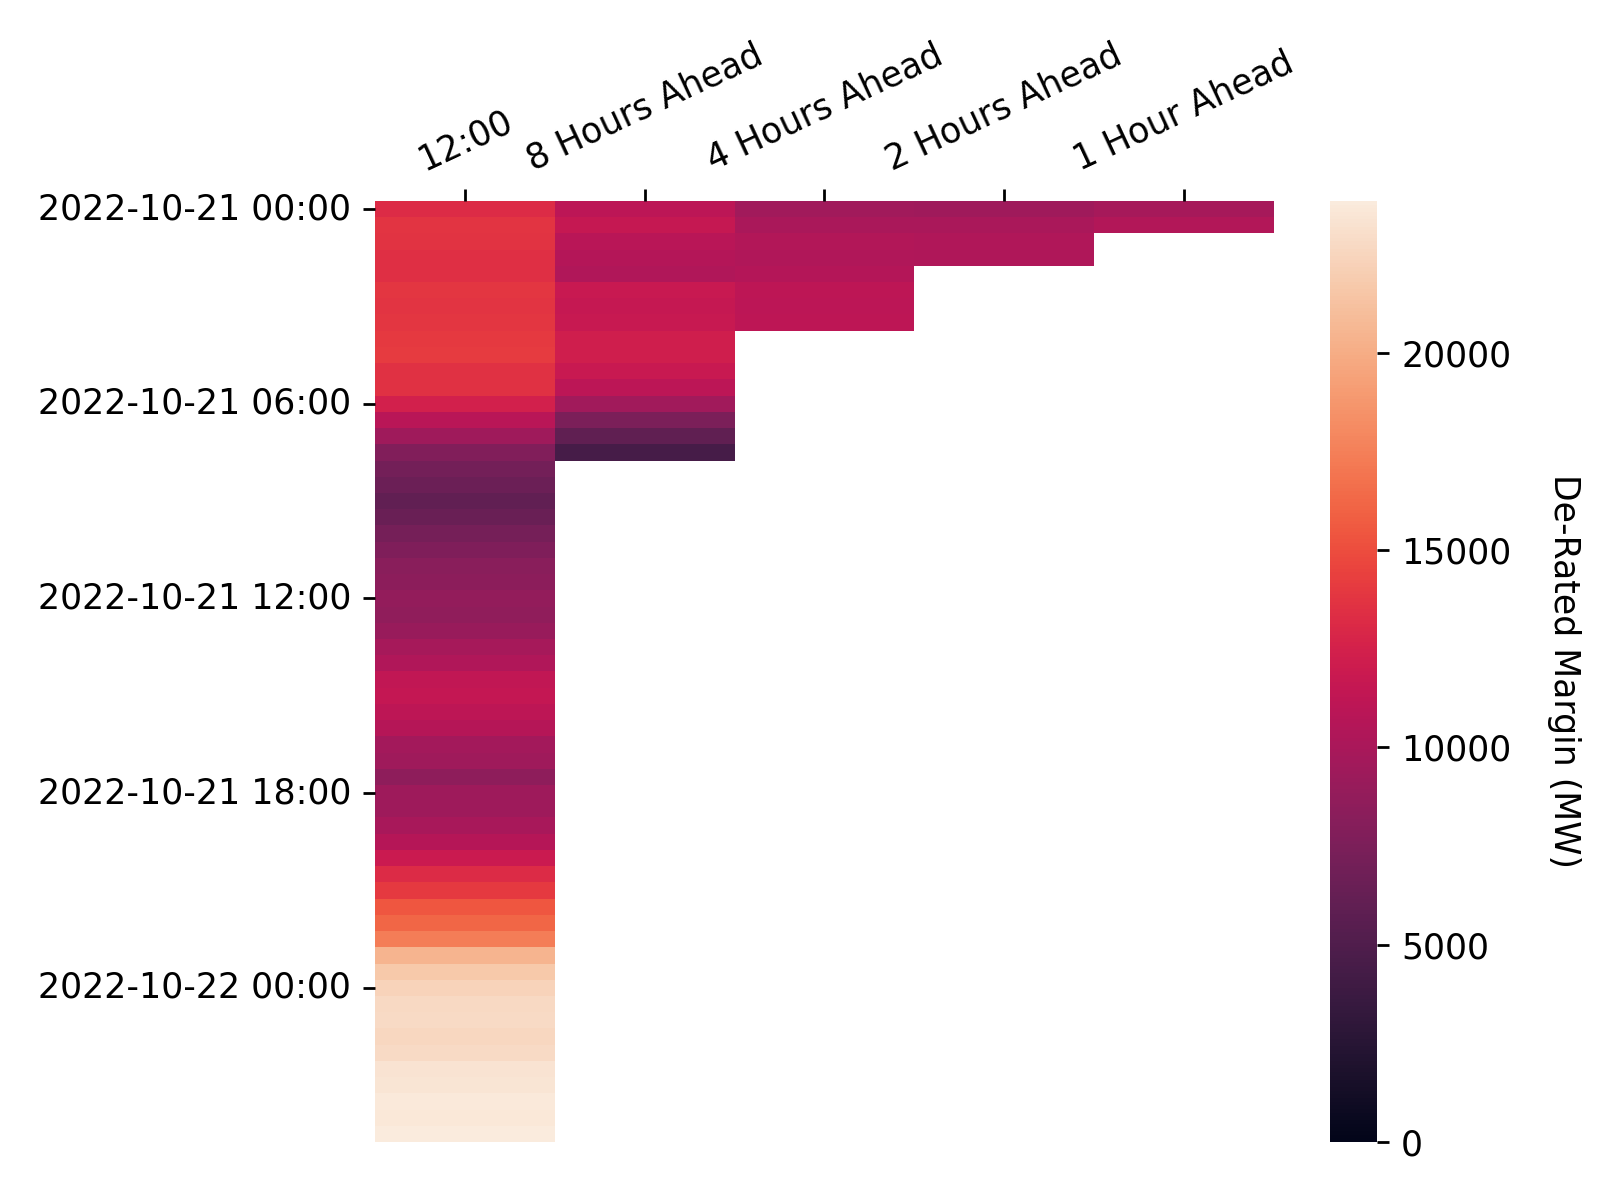 12:00
8 Hours Ahead
4 Hours Ahead
2 Hours Ahead
1 Hour Ahead
2022-10-21 00:00
2022-10-21 06:00
2022-10-21 12:00
2022-10-21 18:00
2022-10-22 00:00
20000
15000
10000
5000
0
De-Rated Margin (MW)